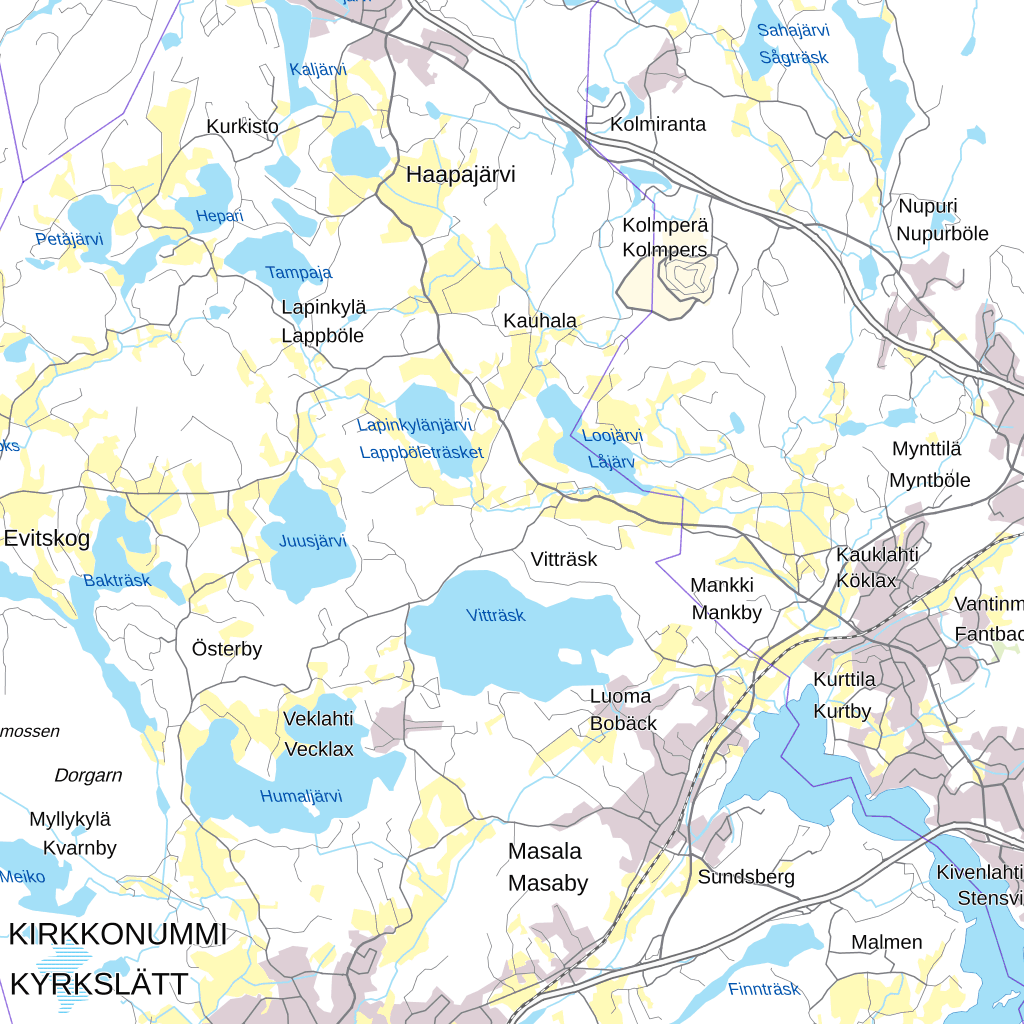 Sahajärvi
Sågträsk
Kaljärvi
Kurkisto
Kolmiranta
Haapajärvi
Nupuri
Nupurböle
Hepari
Petäjärvi
Kolmperä
Kolmpers
Tampaja
Lapinkylä
Lappböle
Kauhala
Lapinkylänjärvi
Lappböleträsket
Loojärvi
Låjärv
Mynttilä
Myntböle
Evitskog
Juusjärvi
Vitträsk
Kauklahti
Köklax
Bakträsk
Mankki
Mankby
Vitträsk
Vantinm
Fantbac
Österby
Luoma
Bobäck
Kurttila
Kurtby
Veklahti
Vecklax
mossen
Dorgarn
Humaljärvi
Myllykylä
Kvarnby
Masala
Masaby
Meiko
Sundsberg
Kivenlahti
Stensvi
KIRKKONUMMI
KYRKSLÄTT
Malmen
Finnträsk